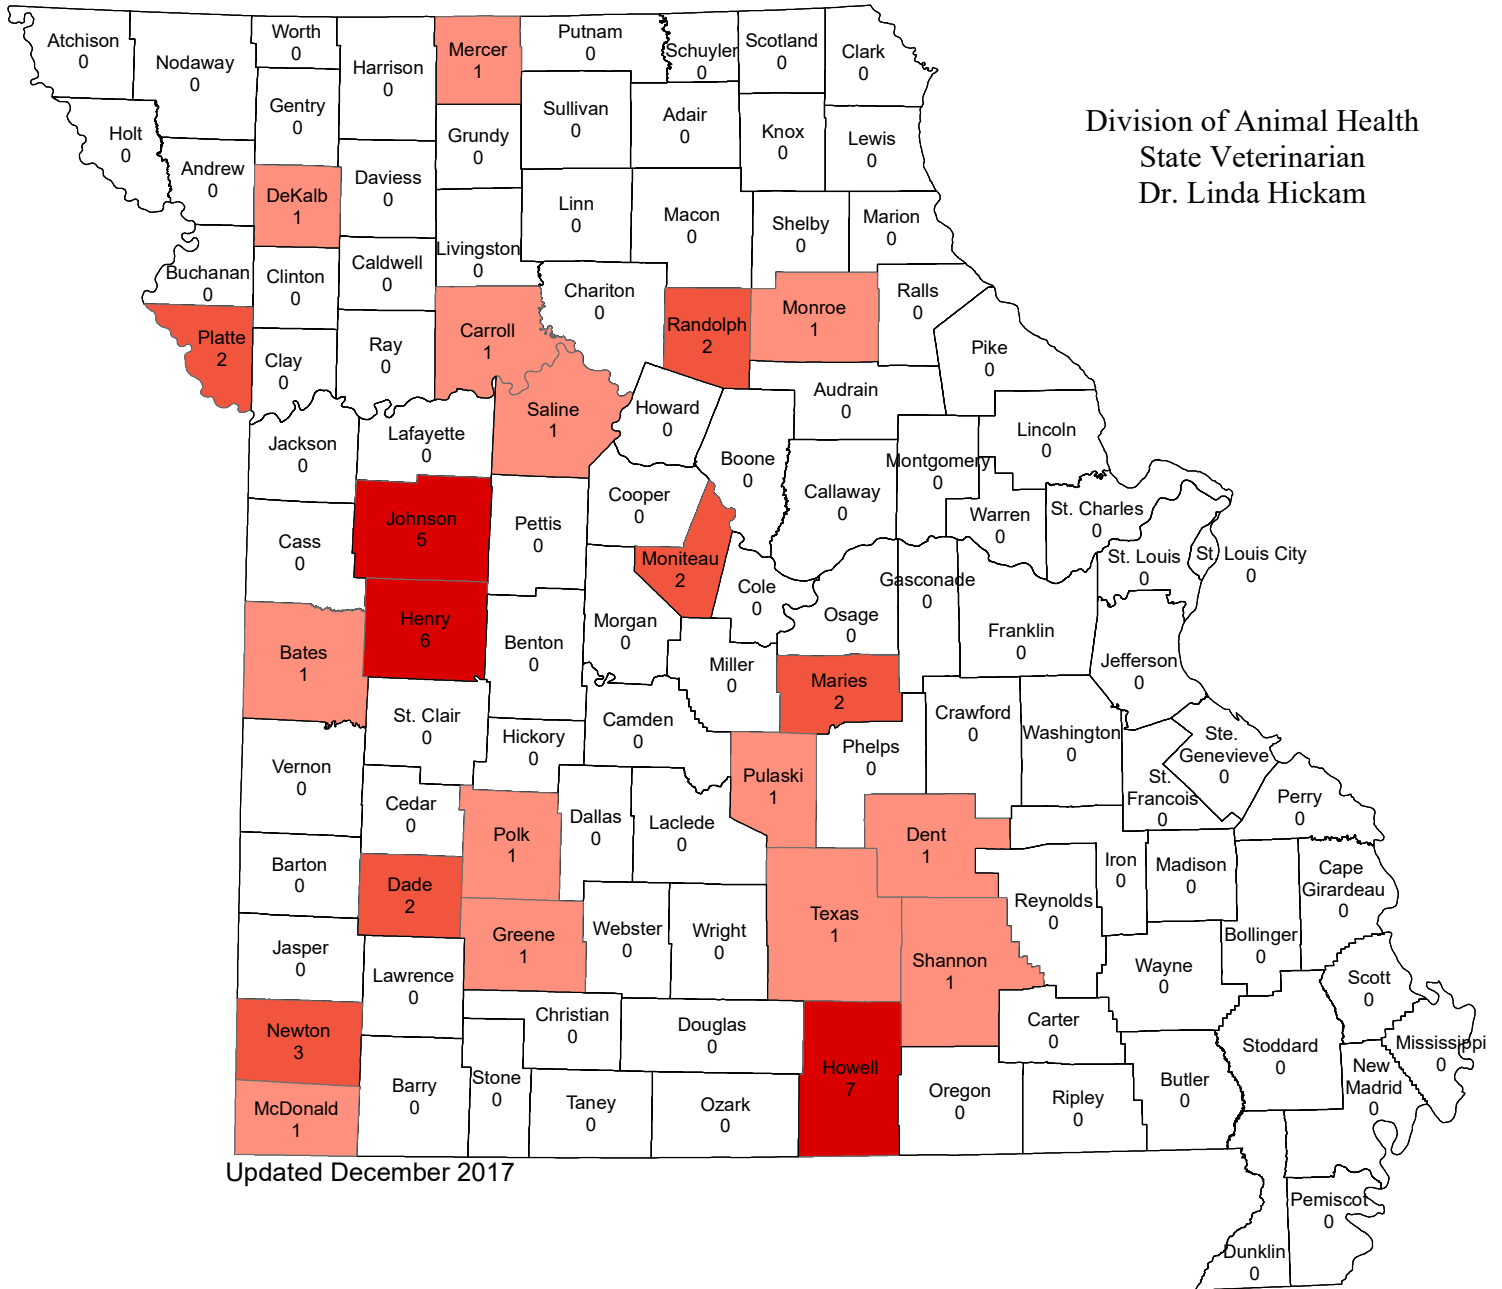 Division of Animal Health
State Veterinarian
Dr. Linda Hickam
Atchison
0
Nodaway
0
Worth
0
Harrison
0
Mercer
1
Putnam
0
Schuyler
0
Scotland
0
Clark
0
Gentry
0
Holt
0
Andrew
0
DeKalb
1
Daviess
0
Grundy
0
Sullivan
0
Adair
0
Knox
0
Lewis
0
Linn
0
Macon
0
Shelby
0
Marion
0
Buchanan
0
Clinton
0
Caldwell
0
Livingston
0
Chariton
0
Randolph
2
Monroe
1
Ralls
0
Pike
0
Platte
2
Clay
0
Ray
0
Carroll
1
Saline
1
Howard
0
Audrain
0
Lincoln
0
Jackson
0
Lafayette
0
Boone
0
Callaway
0
Montgomery
0
Warren
0
St. Charles
0
Cooper
0
Johnson
5
Pettis
0
Cass
0
Moniteau
2
Cole
0
Gasconade
0
St. Louis
0
St. Louis City
0
Bates
1
Henry
6
Benton
0
Morgan
0
Miller
0
Osage
0
Franklin
0
Jefferson
0
Maries
2
St. Clair
0
Hickory
0
Camden
0
Phelps
0
Crawford
0
Washington
0
Ste.
Genevieve
0
St.
Francois
0
Perry
0
Vernon
0
Cedar
0
Polk
1
Dallas
0
Laclede
0
Pulaski
1
Dent
1
Iron
0
Madison
0
Cape
Girardeau
0
Barton
0
Dade
2
Greene
1
Webster
0
Wright
0
Texas
1
Shannon
1
Reynolds
0
Wayne
0
Bollinger
0
Scott
0
Jasper
0
Lawrence
0
Christian
0
Douglas
0
Howell
7
Carter
0
Stoddard
0
Mississippi
0
New
Madrid
0
Newton
3
McDonald
1
Barry
0
Stone
0
Taney
0
Ozark
0
Oregon
0
Ripley
0
Butler
0
Pemiscot
0
Dunklin
0
Updated December 2017